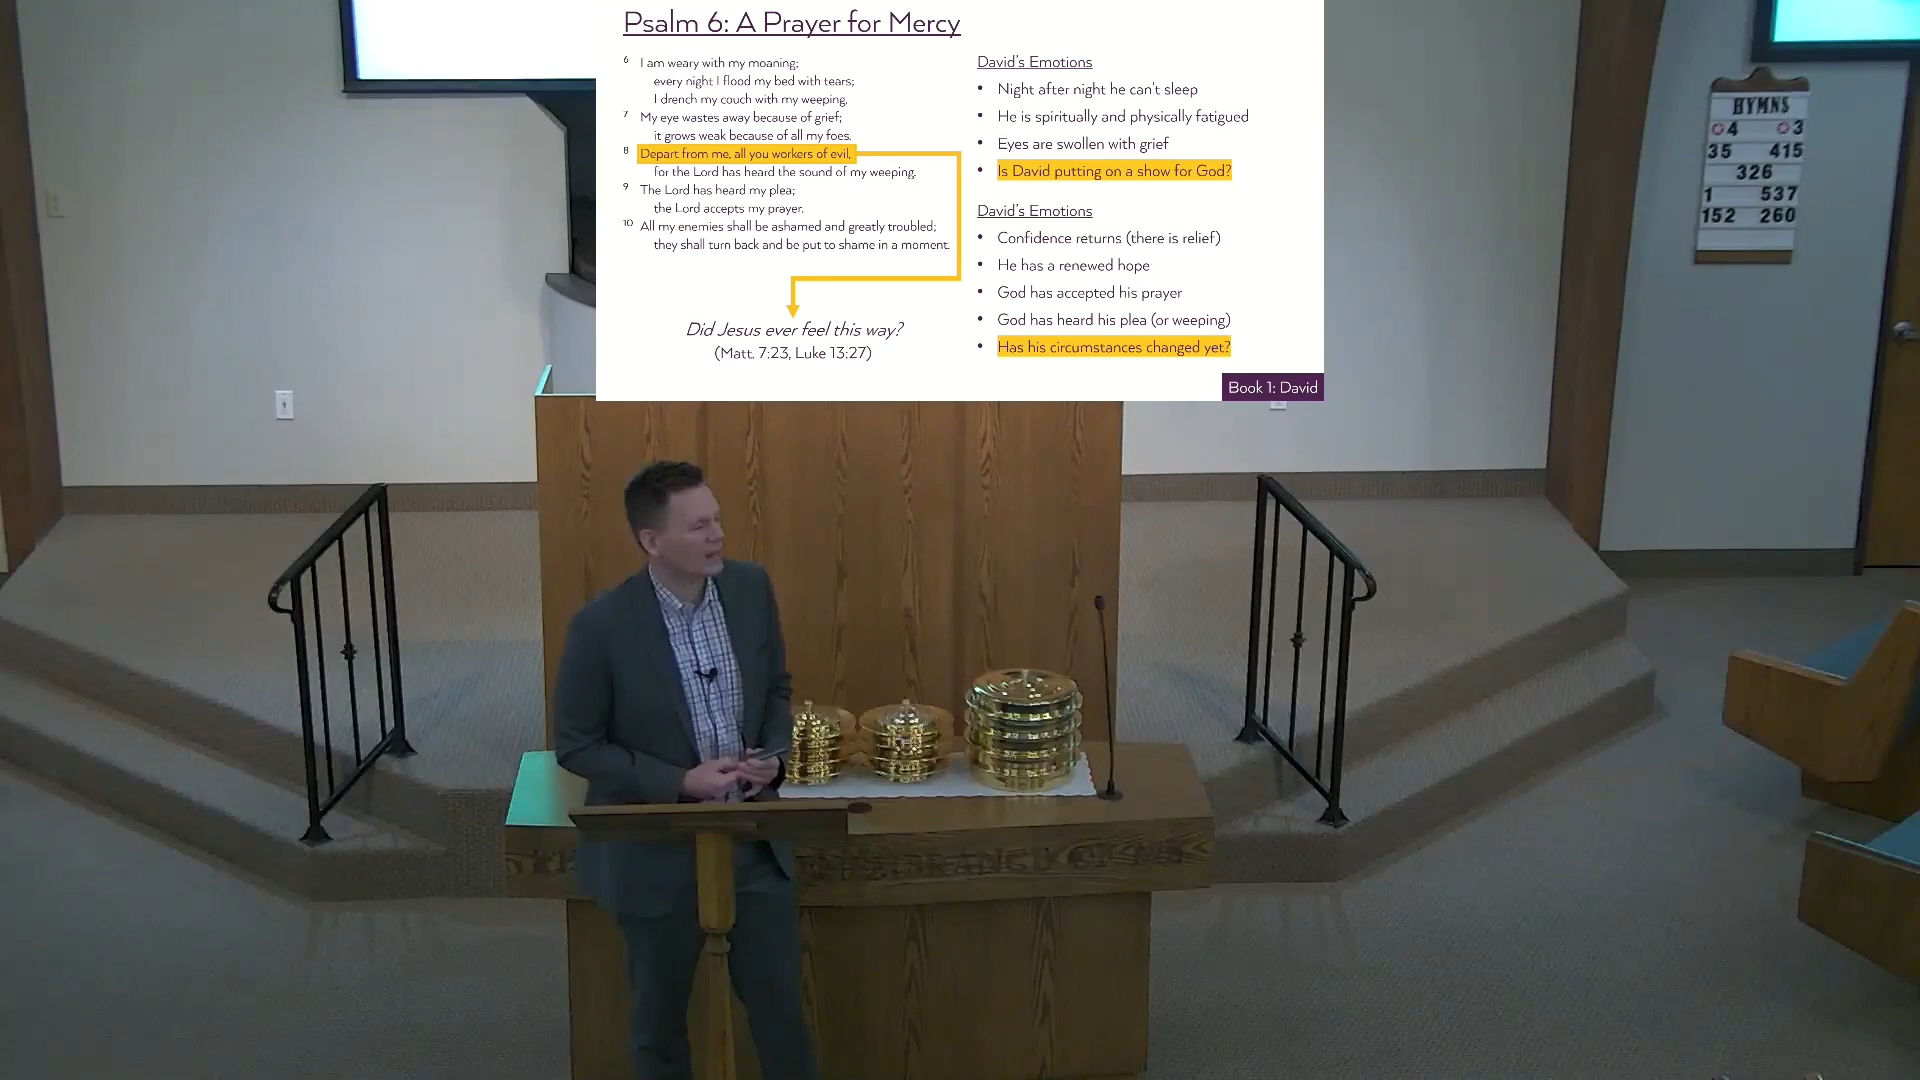 Psalm 6: A Prayer for Mercy
6 I am weary with my moaning;
every night I flood my bed with tears;
I drench my couch with my weeping.
7 My eye wastes away because of grief;
it grows weak because of all my foes.
8 Depart from me, all you workers of evil,
for the Lord has heard the sound of my weeping.
9 The Lord has heard my plea;
the Lord accepts my prayer.
10 All my enemies shall be ashamed and greatly troubled;
they shall turn back and be put to shame in a moment.
Did Jesus ever feel this way?
(Matt. 7:23, Luke 13:27)
David's Emotions
• Night after night he can't sleep
• He is spiritually and physically fatigued
• Eyes are swollen with grief
• Is David putting on a show for God?
David's Emotions
• Confidence returns (there is relief)
• He has a renewed hope
• God has accepted his prayer
• God has heard his plea (or weeping)
• Has his circumstances changed yet?
Book 1: David
HYMNS
4 3
35 415
326
1 537
152 260
OF ME